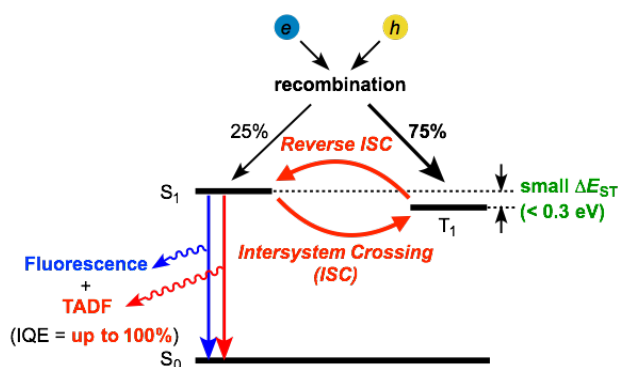 e
h
recombination
25%
75%
Reverse ISC
S1
small ΔEST
(< 0.3 eV)
T1
Intersystem Crossing
(ISC)
Fluorescence
+
TADF
(IQE = up to 100%)
S0